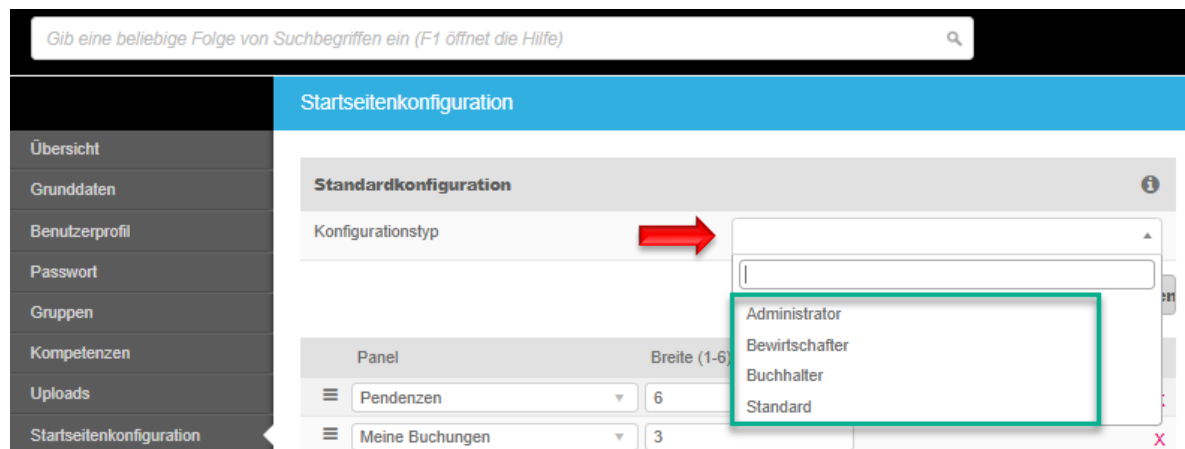 Gib eine beliebige Folge von Suchbegriffen ein (F1 öffnet die Hilfe)
Startseitenkonfiguration
Übersicht
Grunddaten
Benutzerprofil
Passwort
Gruppen
Kompetenzen
Uploads
Startseitenkonfiguration
Standardkonfiguration
Konfigurationstyp
Administrator
Bewirtschafter
Buchhalter
Standard
Panel Breite (1-6)
Pendenzen 6
Meine Buchungen 3 X